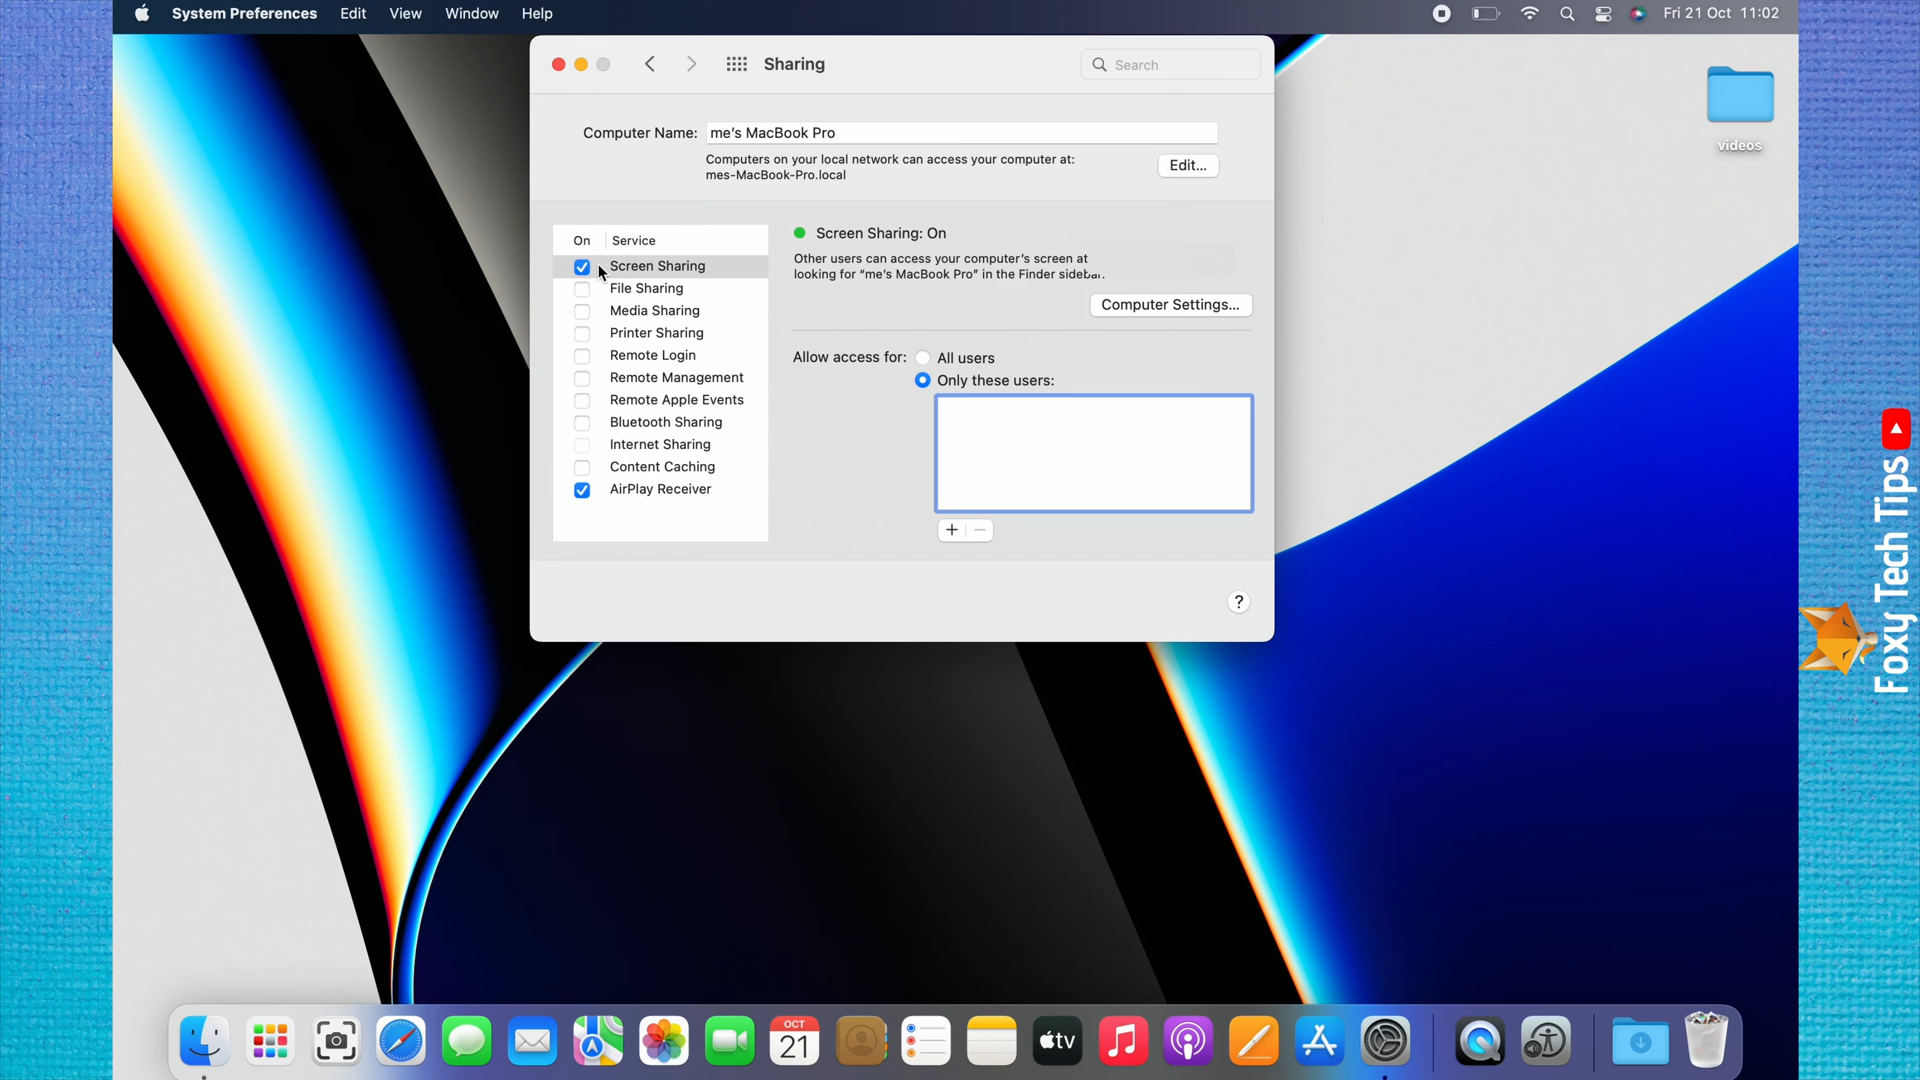 System Preferences Edit View Window Help
Fri 21 Oct 11:02
Sharing
Search
videos
Computer Name: me's MacBook Pro
Computers on your local network can access your computer at:
mes-MacBook-Pro.local
Edit...
On Service
Screen Sharing
File Sharing
Media Sharing
Printer Sharing
Remote Login
Remote Management
Remote Apple Events
Bluetooth Sharing
Internet Sharing
Content Caching
AirPlay Receiver
Screen Sharing: On
Other users can access your computer's screen at
looking for “me's MacBook Pro” in the Finder sidebar.
Computer Settings...
Allow access for: All users
Only these users:
+ −
?
Foxy Tech Tips
OCT
21
tv